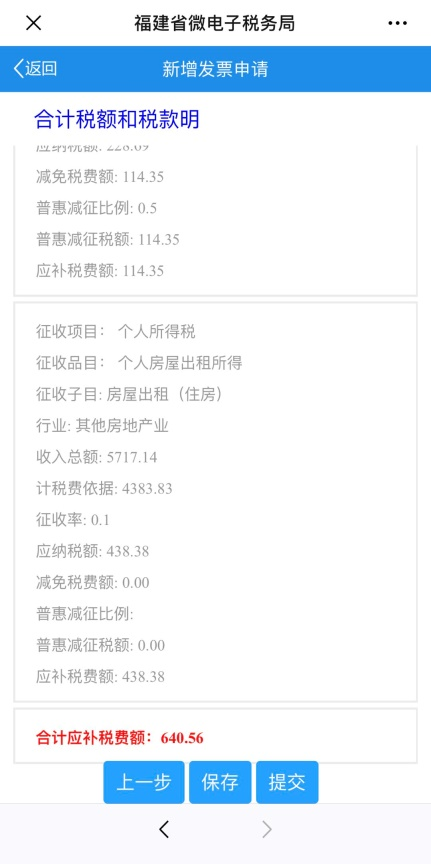 福建省微电子税务局
返回
新增发票申请
合计税额和税款明
应纳税额: 228.69
减免税费额: 114.35
普惠减征比例: 0.5
普惠减征税额: 114.35
应补税费额: 114.35
征收项目： 个人所得税
征收品目： 个人房屋出租所得
征收子目: 房屋出租（住房）
行业: 其他房地产业
收入总额: 5717.14
计税费依据: 4383.83
征收率: 0.1
应纳税额: 438.38
减免税费额: 0.00
普惠减征比例:
普惠减征税额: 0.00
应补税费额: 438.38
合计应补税费额：640.56
上一步 保存 提交